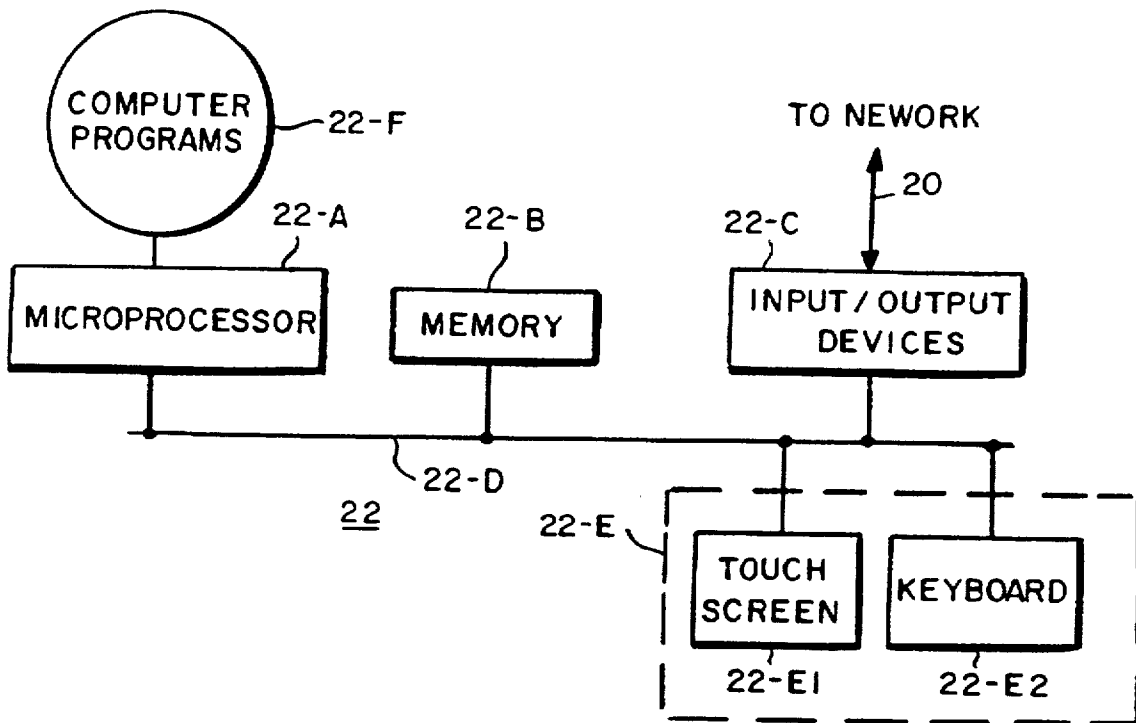 COMPUTER
PROGRAMS
22-F
TO NEWORK
20
22-A
22-B
22-C
MICROPROCESSOR
MEMORY
INPUT/OUTPUT
DEVICES
22-D
22
22-E
TOUCH
SCREEN
KEYBOARD
22-E1
22-E2